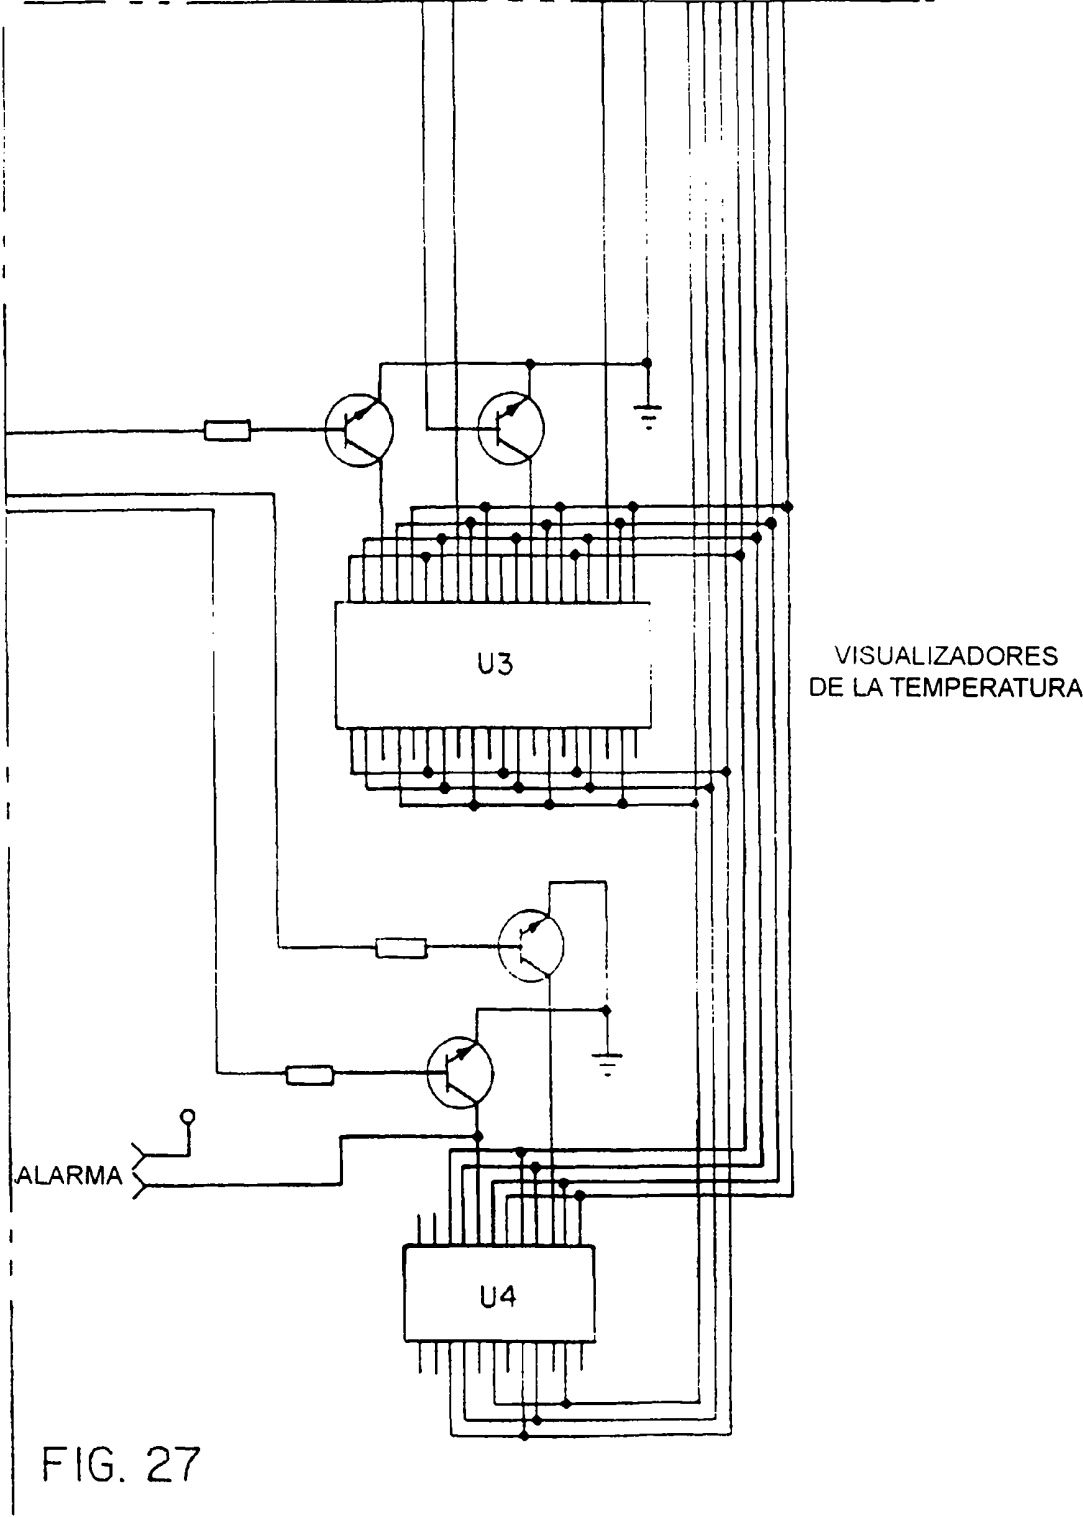 U3
VISUALIZADORES
DE LA TEMPERATURA
ALARMA
U4
FIG. 27